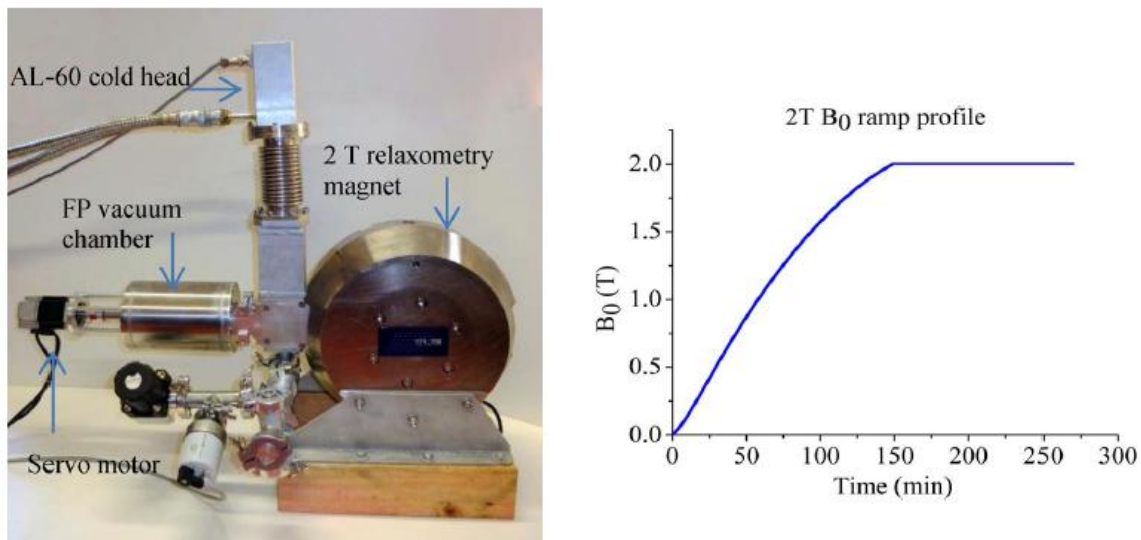 AL-60 cold head
2 T relaxometry
magnet
FP vacuum
chamber
Servo motor
2T B₀ ramp profile
2.0
1.5
1.0
0.5
0.0
B₀ (T)
0
50
100
150
200
250
300
Time (min)